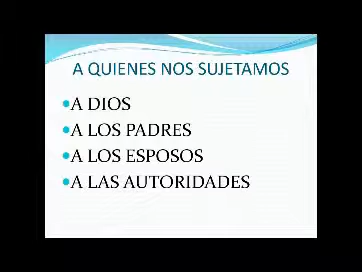 A QUIENES NOS SUJETAMOS
•A DIOS
•A LOS PADRES
•A LOS ESPOSOS
•A LAS AUTORIDADES